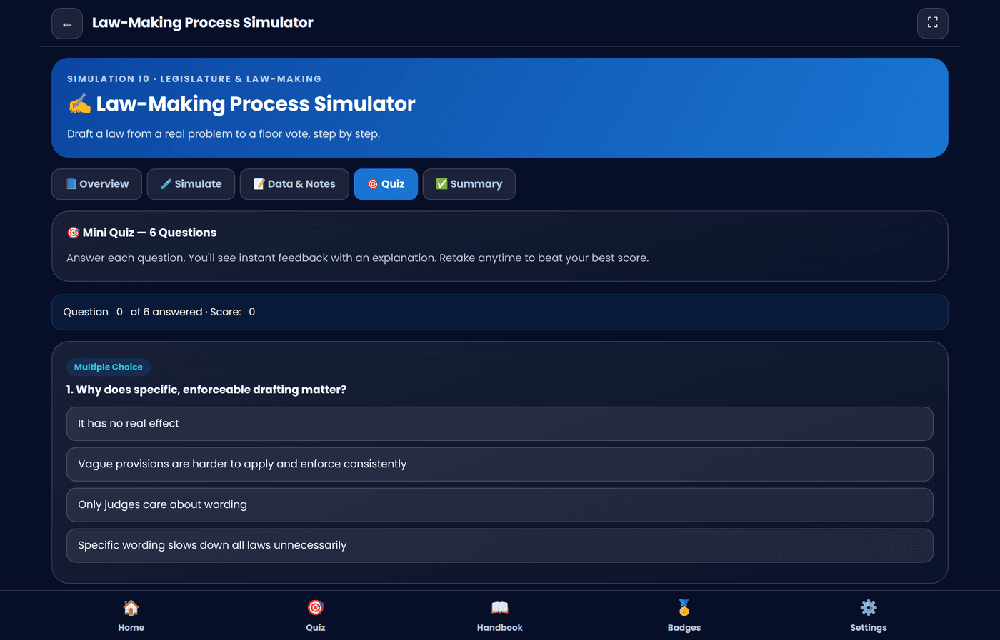 ←
Law-Making Process Simulator
SIMULATION 10 · LEGISLATURE & LAW-MAKING
✍️ Law-Making Process Simulator
Draft a law from a real problem to a floor vote, step by step.
📘 Overview
🧪 Simulate
📝 Data & Notes
🎯 Quiz
✅ Summary
🎯 Mini Quiz — 6 Questions
Answer each question. You'll see instant feedback with an explanation. Retake anytime to beat your best score.
Question 0 of 6 answered · Score: 0
Multiple Choice
1. Why does specific, enforceable drafting matter?
It has no real effect
Vague provisions are harder to apply and enforce consistently
Only judges care about wording
Specific wording slows down all laws unnecessarily
Home
Quiz
Handbook
Badges
Settings